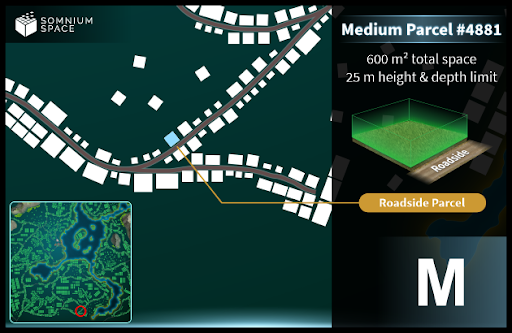 SOMNIUM
SPACE
Medium Parcel #4881
600 m² total space
25 m height & depth limit
Roadside
Roadside Parcel
M